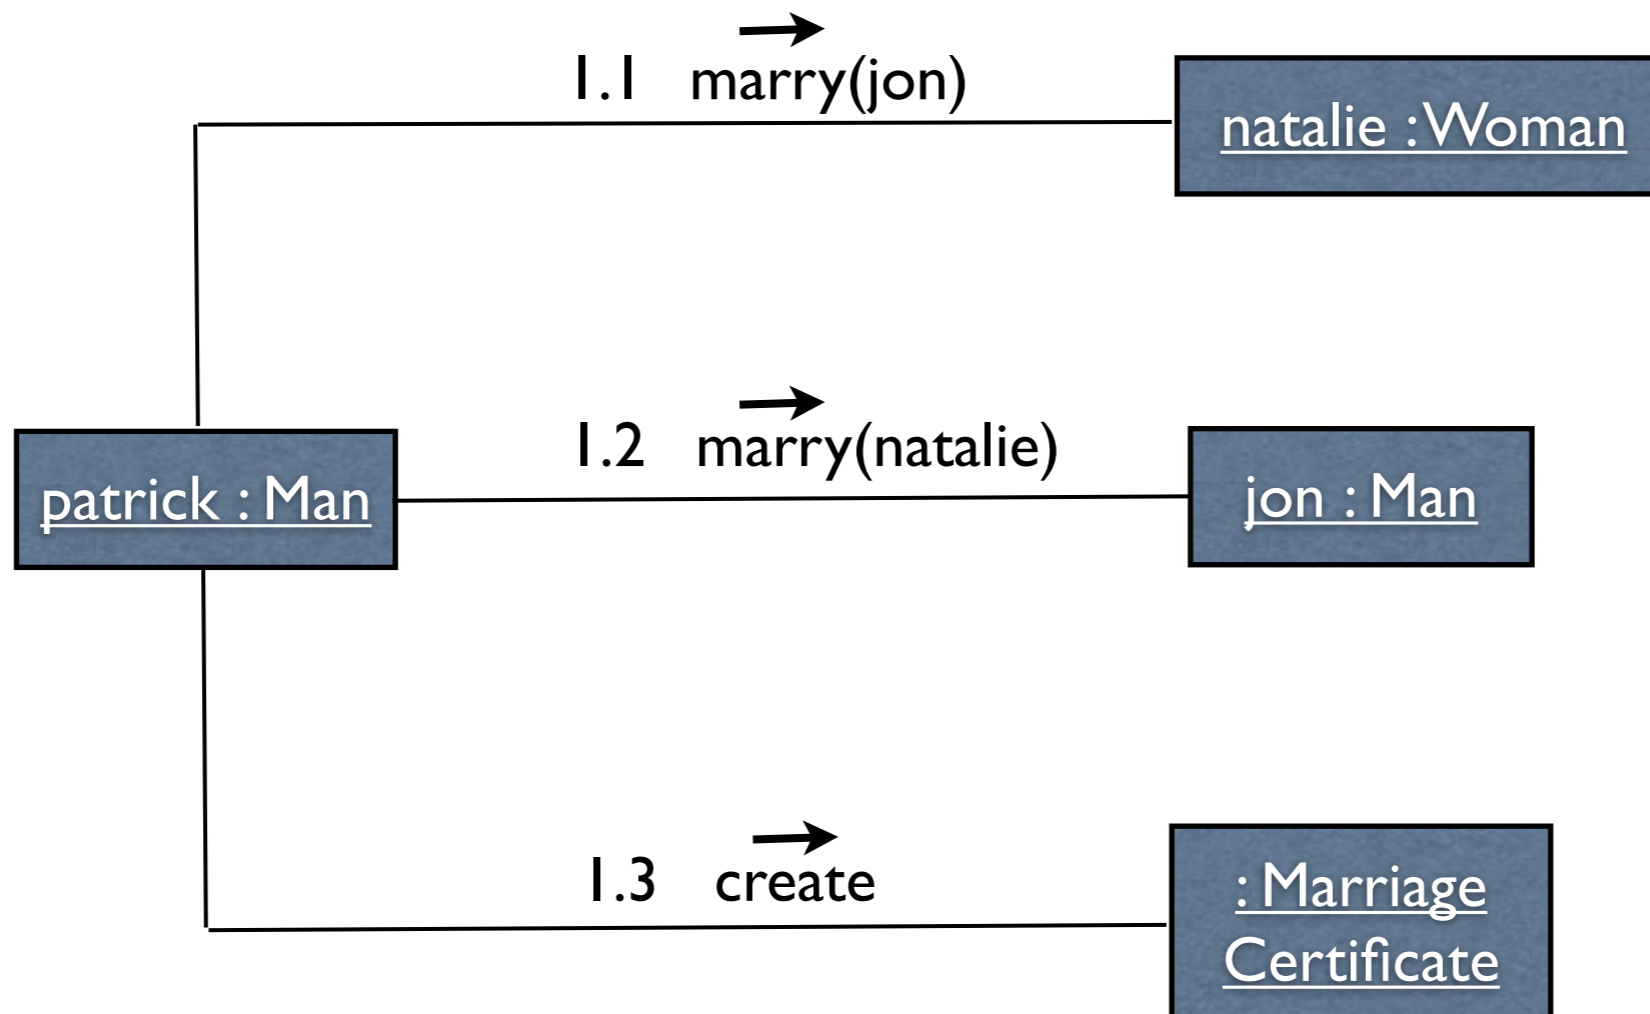 1.1 marry(jon)
natalie : Woman
1.2 marry(natalie)
patrick : Man
jon : Man
1.3 create
: Marriage
Certificate